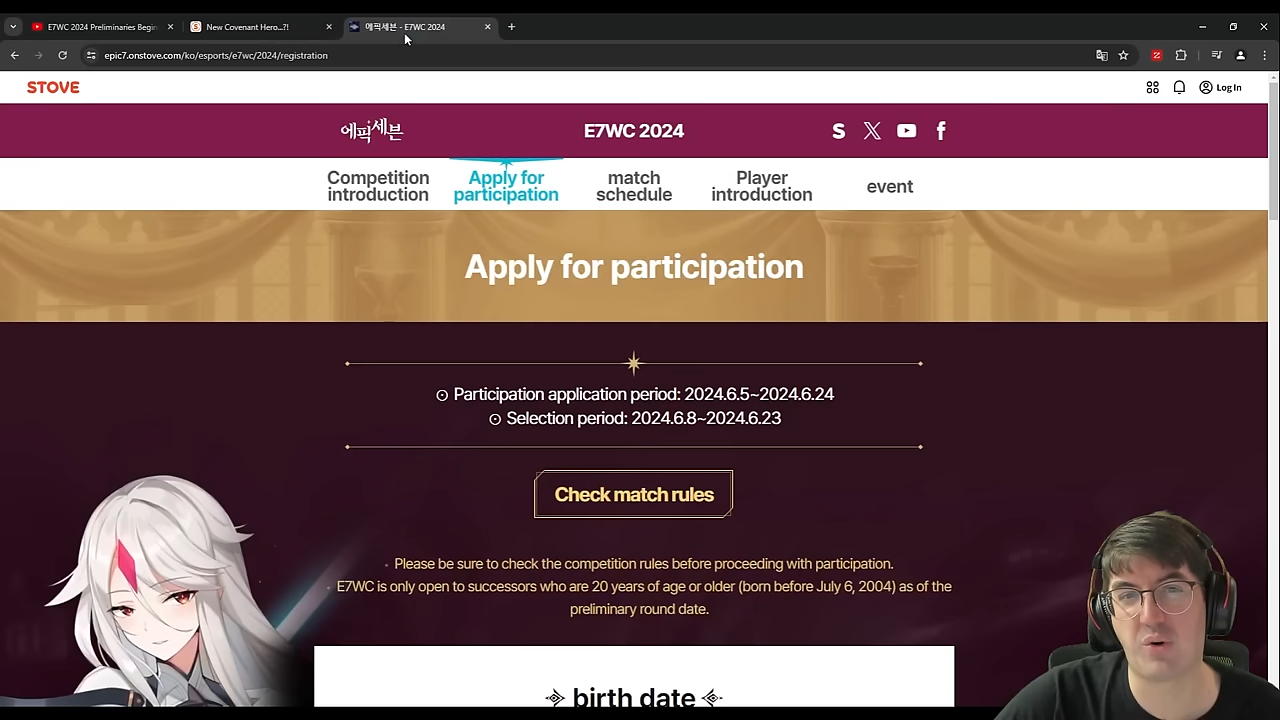 E7WC 2024 Preliminaries Begin
New Covenant Hero...?!
에픽세븐 - E7WC 2024
epic7.onstove.com/ko/esports/e7wc/2024/registration
STOVE
Log In
에픽세븐
E7WC 2024
Competition introduction
Apply for participation
match schedule
Player introduction
event
Apply for participation
Participation application period: 2024.6.5~2024.6.24
Selection period: 2024.6.8~2024.6.23
Check match rules
Please be sure to check the competition rules before proceeding with participation.
E7WC is only open to successors who are 20 years of age or older (born before July 6, 2004) as of the
preliminary round date.
birth date